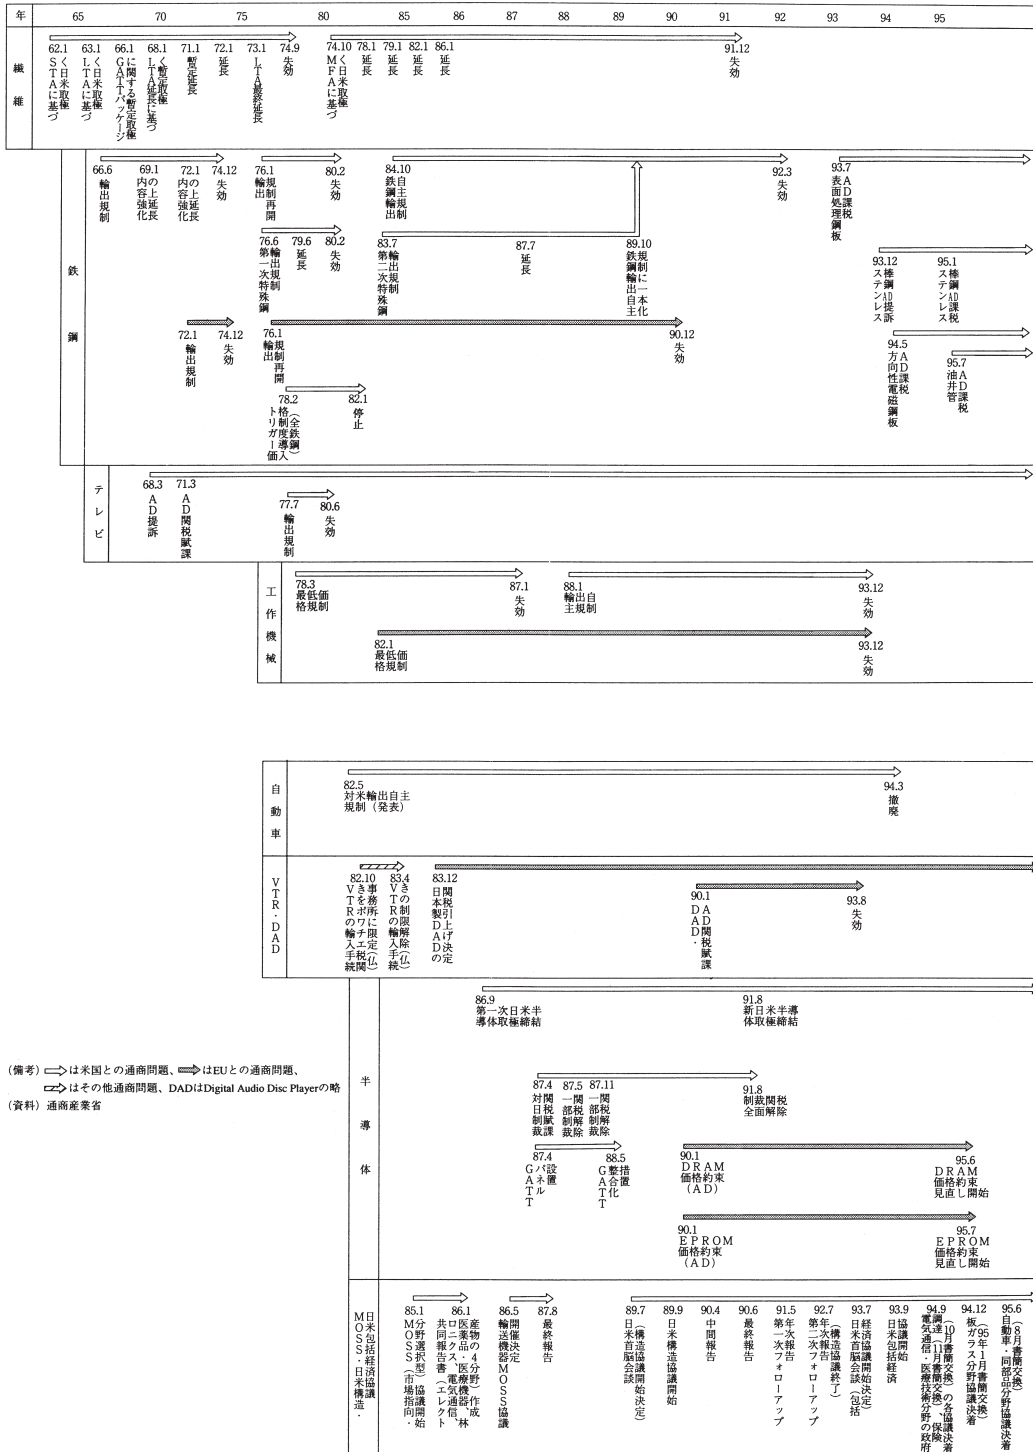 年 65 70 75 80 85 86 87 88 89 90 91 92 93 94 95
繊維
62.1
く日米取極
STAに基づ
63.1
く日米取極
LTAに基づ
66.1
に関する暫定取極
GATTパッケージ
68.1
く暫定取極
LTA延長に基づ
71.1
暫定延長
72.1
延長
73.1
LTA最終延長
74.9
失効
74.10
く日米取極
MFAに基づ
78.1
延長
79.1
延長
82.1
延長
86.1
延長
91.12
失効
鉄鋼
66.6
輸出規制
69.1
の上延長
内容強化
72.1
の上延長
内容強化
74.12
失効
76.1
規制再開
輸出
80.2
失効
84.10
自主規制
鉄鋼輸出
92.3
失効
93.7
AD課税
表面処理鋼板
76.6
輸出規制
第一次特殊鋼
79.6
延長
80.2
失効
83.7
輸出規制
第二次特殊鋼
87.7
延長
89.10
規制に一本化
鉄鋼輸出自主
93.12
棒鋼AD提訴
ステンレス
95.1
棒鋼AD課税
ステンレス
72.1
輸出規制
74.12
失効
76.1
規制再開
輸出
90.12
失効
94.5
AD課税
方向性電磁鋼板
95.7
AD課税
油井管
78.2
(全鉄鋼)
格制度導入
トリガー価
82.1
停止
テレビ
68.3
AD提訴
71.3
AD関税賦課
77.7
輸出規制
80.6
失効
工作機械
78.3
最低価
格規制
87.1
失効
88.1
輸出自
主規制
93.12
失効
82.1
最低価
格規制
93.12
失効
自動車
82.5
対米輸出自主
規制(発表)
94.3
撤廃
VTR・DAD
82.10
事務所に限定(仏)
きをポワチエ税関
VTRの輸入手続
83.4
きの制限解除(仏)
VTRの輸入手続
83.12
関税引上げ決定
日本製DADの
90.1
AD関税賦課
DAD・
93.8
失効
半導体
86.9
第一次日米半
導体取極締結
91.8
新日米半導
体取極締結
87.4
関税賦課
対日制裁
87.5
関税解除
一部制裁
87.11
関税解除
一部制裁
91.8
制裁関税
全面解除
87.4
設置
パネル
GATT
88.5
措置
整合化
GATT
90.1
DRAM
価格約束
(AD)
95.6
DRAM
価格約束
見直し開始
90.1
EPROM
価格約束
(AD)
95.7
EPROM
価格約束
見直し開始
日米包括経済協議
MOSS・日米構造・
85.1
分野選択型)協議開始
MOSS(市場指向・
86.1
産物の4分野)作成
医薬品・医療機器、林
ロニクス、電気通信、
共同報告書(エレクト
86.5
開催決定
輸送機器MOSS協議
87.8
最終報告
89.7
(構造協議開始決定)
日米首脳会談
89.9
日米構造協議開始
90.4
中間報告
90.6
最終報告
91.5
年次報告
第一次フォローアップ
92.7
(構造協議終了)
年次報告
第二次フォローアップ
93.7
経済協議開始決定)
日米首脳会談(包括
93.9
協議開始
日米包括経済
94.9
(10月書簡交換)の各協議決着
調達(11月書簡交換)、保険
電気通信・医療技術分野の政府
94.12
(95年1月書簡交換)
板ガラス分野協議決着
95.6
(8月書簡交換)
自動車・同部品分野協議決着
(備考)⇨は米国との通商問題、⇨はEUとの通商問題、
⇨はその他通商問題、DADはDigital Audio Disc Playerの略
(資料)通商産業省